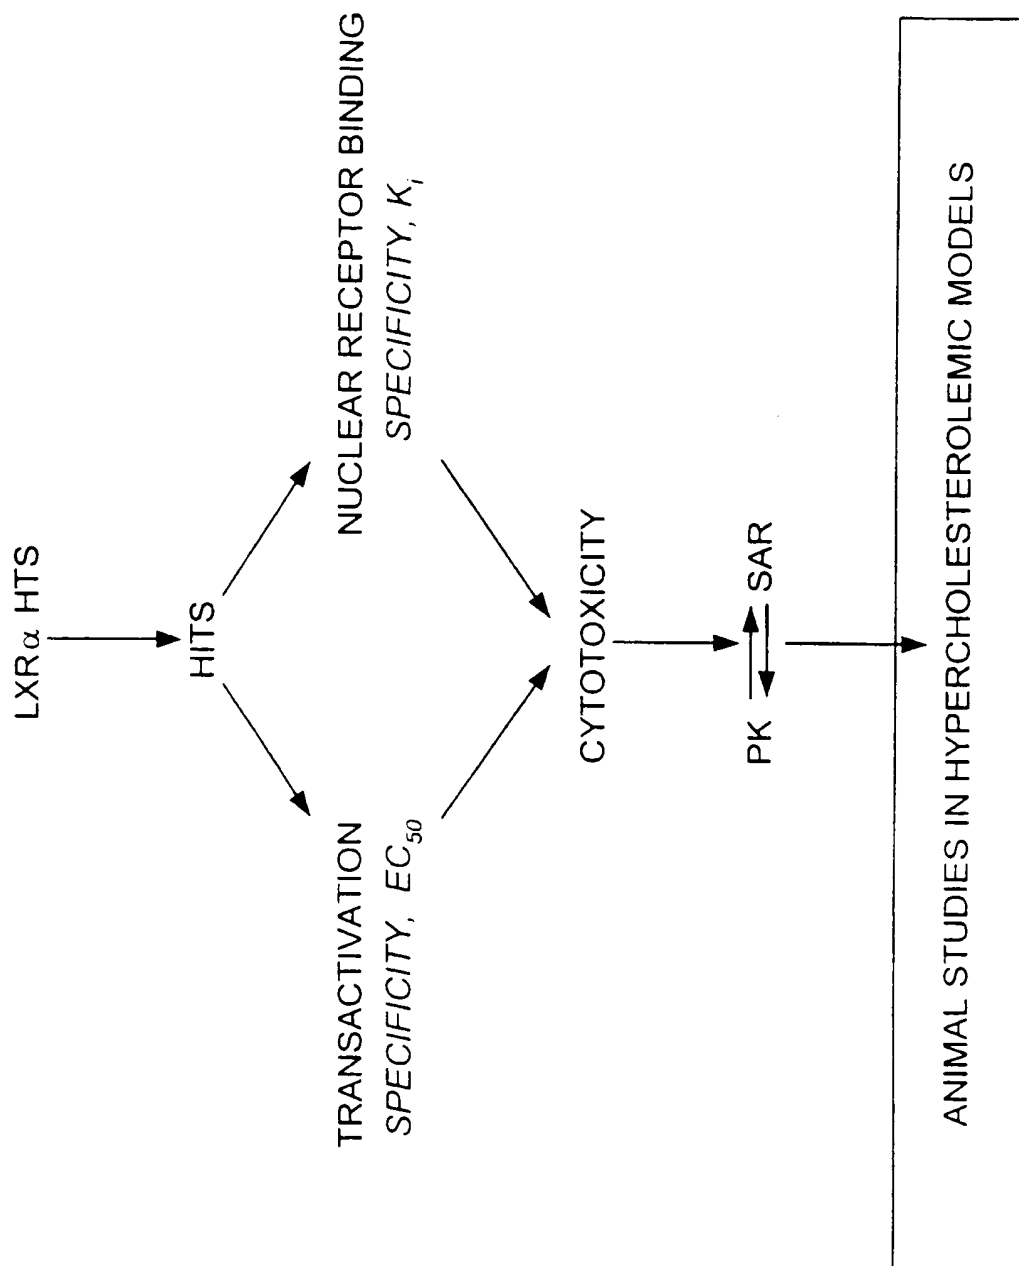 LXRα HTS
HITS
TRANSACTIVATION
SPECIFICITY, EC50
NUCLEAR RECEPTOR BINDING
SPECIFICITY, Ki
CYTOTOXICITY
PK
SAR
ANIMAL STUDIES IN HYPERCHOLESTEROLEMIC MODELS